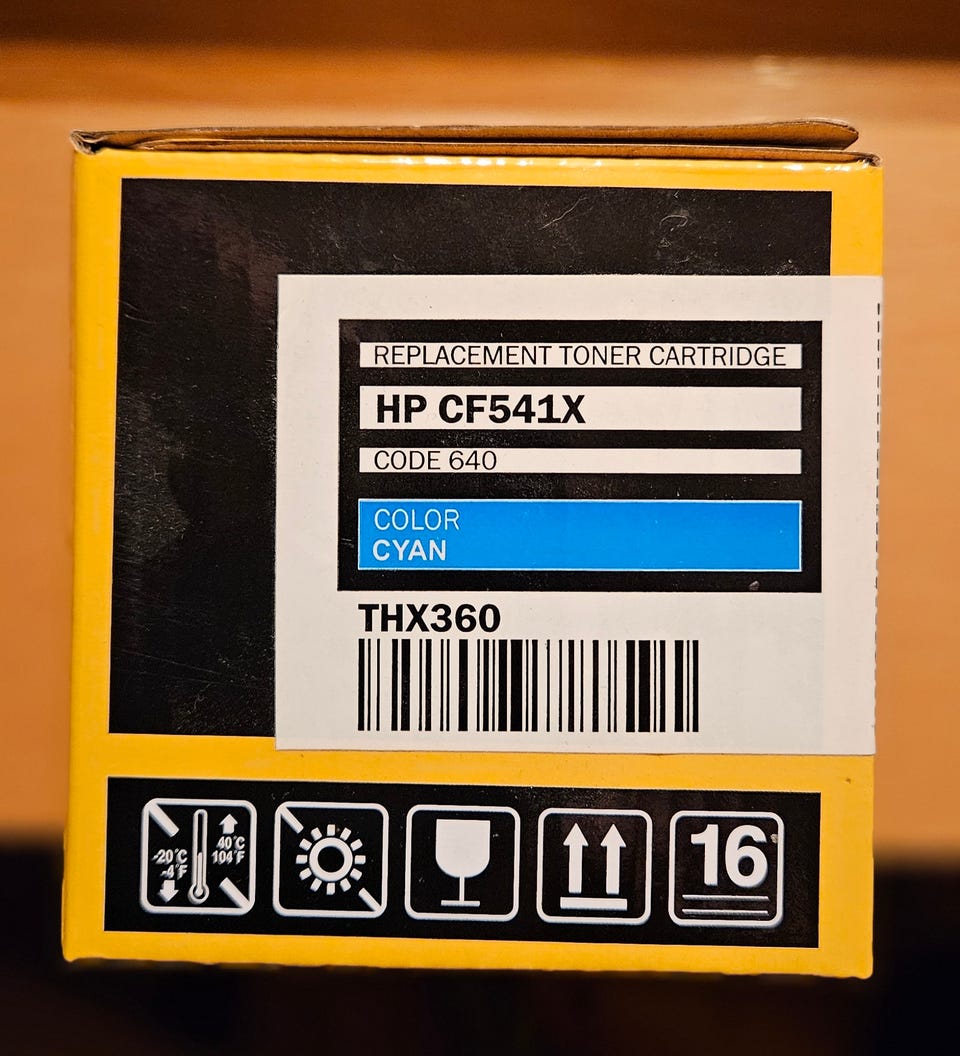 REPLACEMENT TONER CARTRIDGE
HP CF541X
CODE 640
COLOR
CYAN
THX360
40°C
104°F
-20°C
-4°F
16